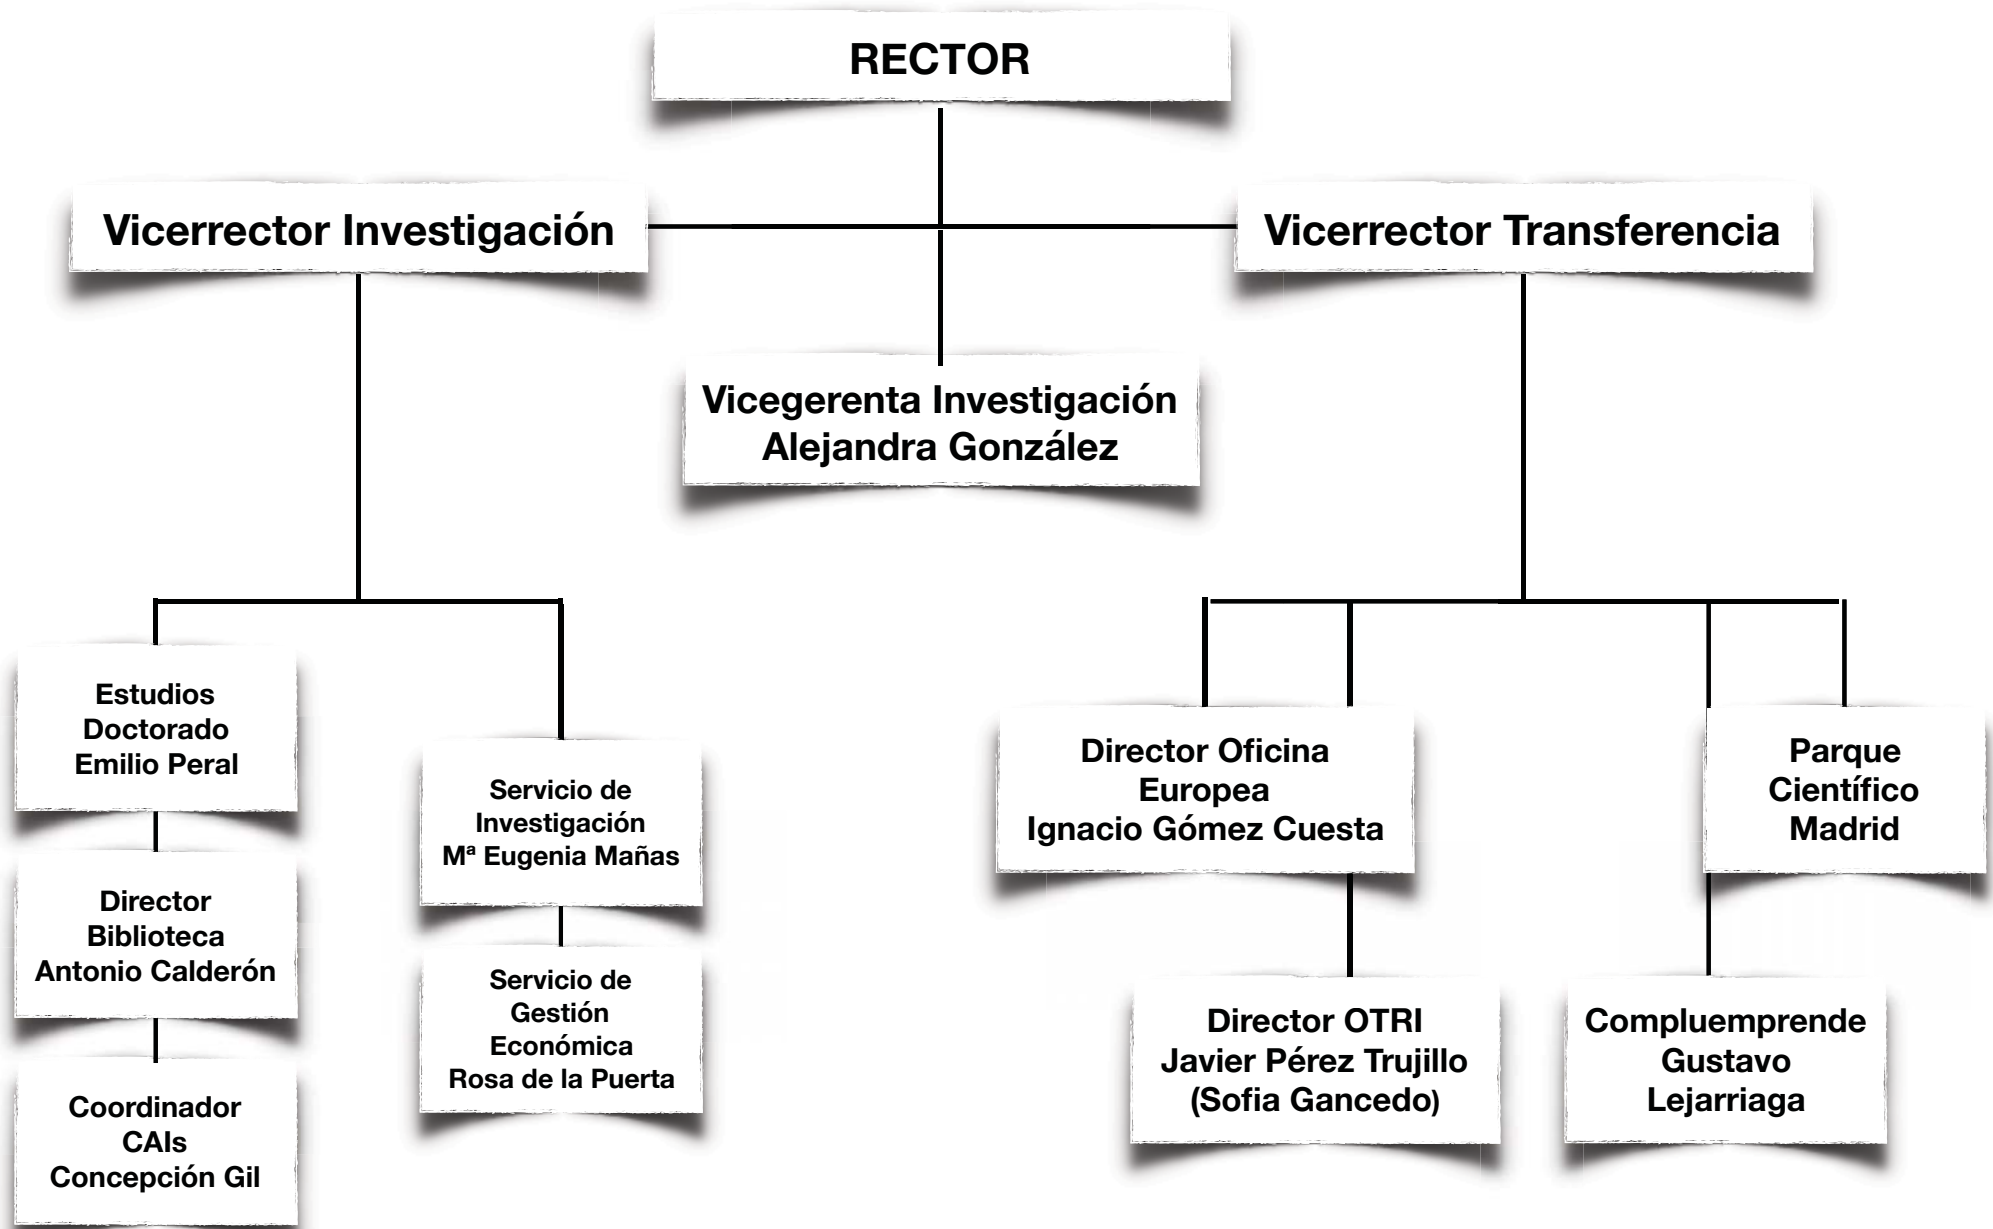 RECTOR
Vicerrector Investigación
Vicerrector Transferencia
Vicegerenta Investigación
Alejandra González
Estudios
Doctorado
Emilio Peral
Director
Biblioteca
Antonio Calderón
Coordinador
CAIs
Concepción Gil
Servicio de
Investigación
Mª Eugenia Mañas
Servicio de
Gestión
Económica
Rosa de la Puerta
Director Oficina
Europea
Ignacio Gómez Cuesta
Director OTRI
Javier Pérez Trujillo
(Sofia Gancedo)
Compluemprende
Gustavo
Lejarriaga
Parque
Científico
Madrid